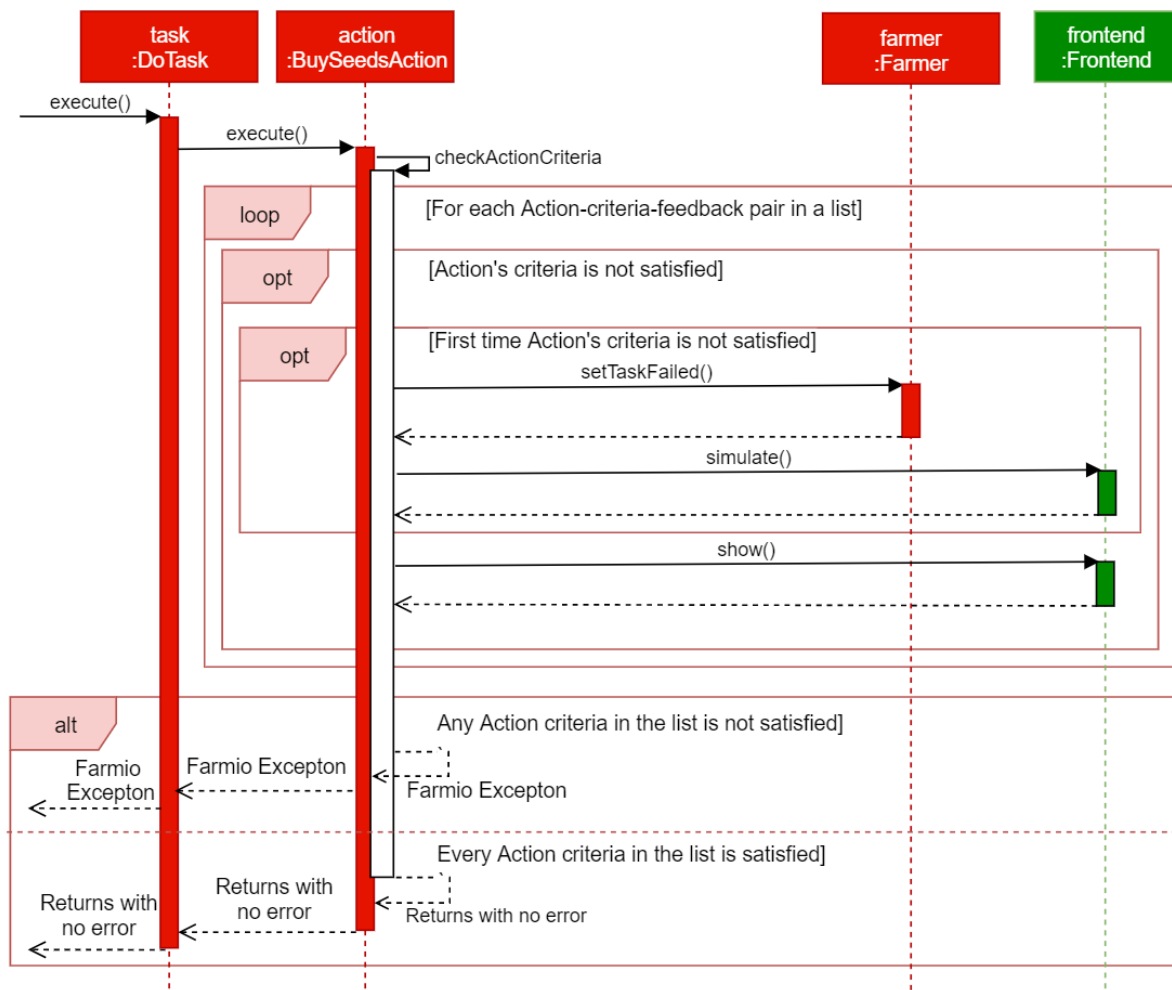 task
:DoTask
action
:BuySeedsAction
farmer
:Farmer
frontend
:Frontend
execute()
execute()
checkActionCriteria
loop
[For each Action-criteria-feedback pair in a list]
opt
[Action's criteria is not satisfied]
opt
[First time Action's criteria is not satisfied]
setTaskFailed()
simulate()
show()
alt
Any Action criteria in the list is not satisfied]
Farmio
Excepton
Farmio Excepton
Farmio Excepton
Every Action criteria in the list is satisfied]
Returns with
no error
Returns with
no error
Returns with no error